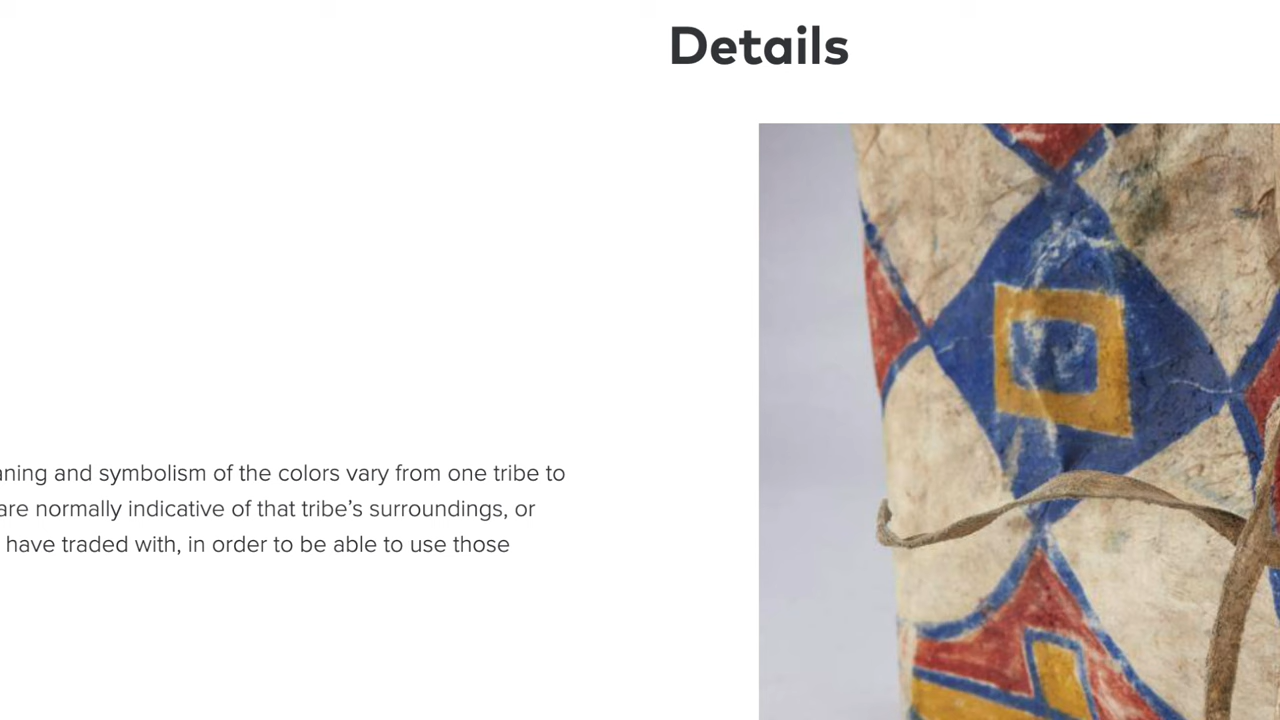 Details
aning and symbolism of the colors vary from one tribe to
are normally indicative of that tribe’s surroundings, or
have traded with, in order to be able to use those